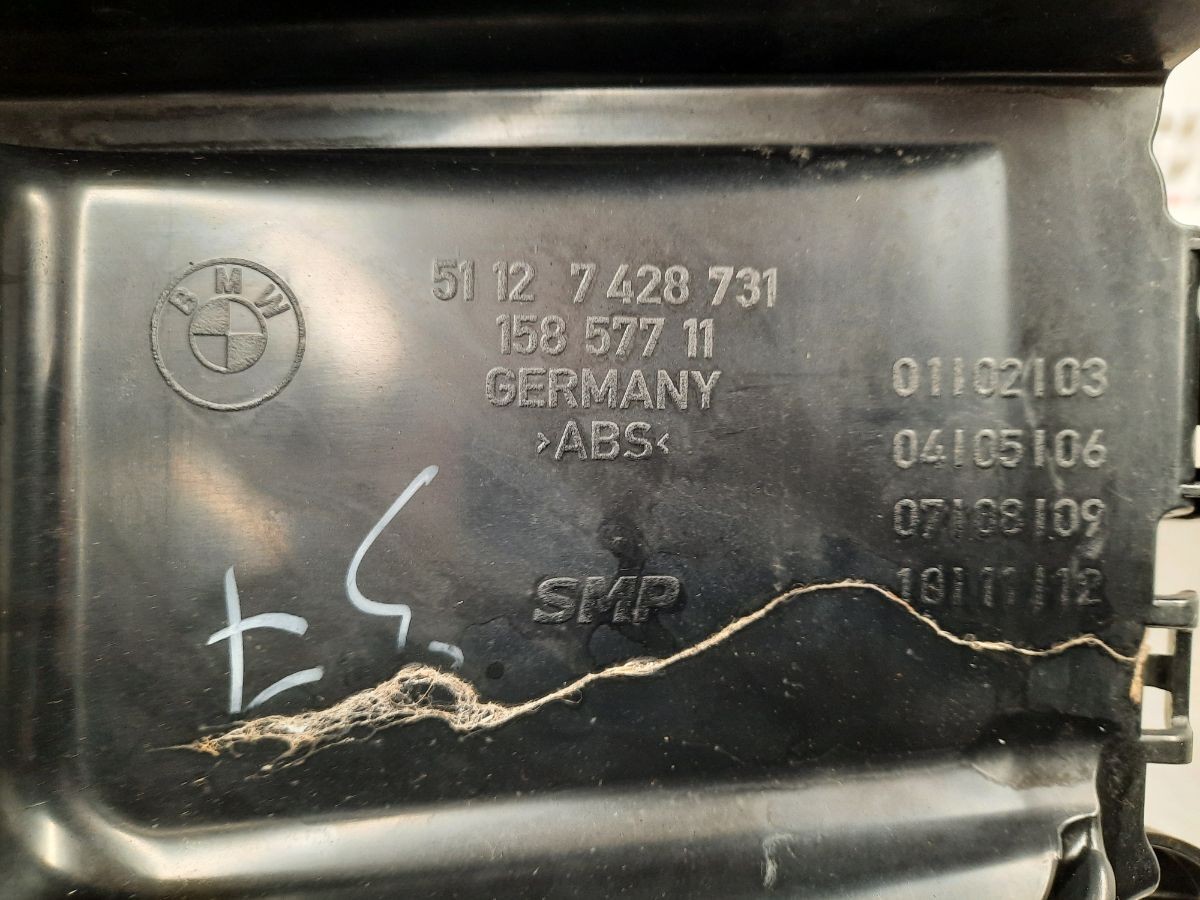 BMW
51 12 7 428 731
158 577 11
GERMANY
>ABS<
01|02|03
04|05|06
07|08|09
10|11|12
SMP